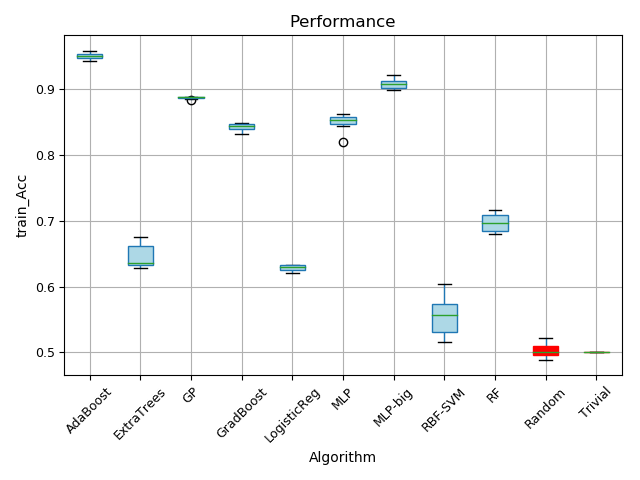 Performance
train_Acc
0.9
0.8
0.7
0.6
0.5
AdaBoost
ExtraTrees
GP
GradBoost
LogisticReg
MLP
MLP-big
RBF-SVM
RF
Random
Trivial
Algorithm